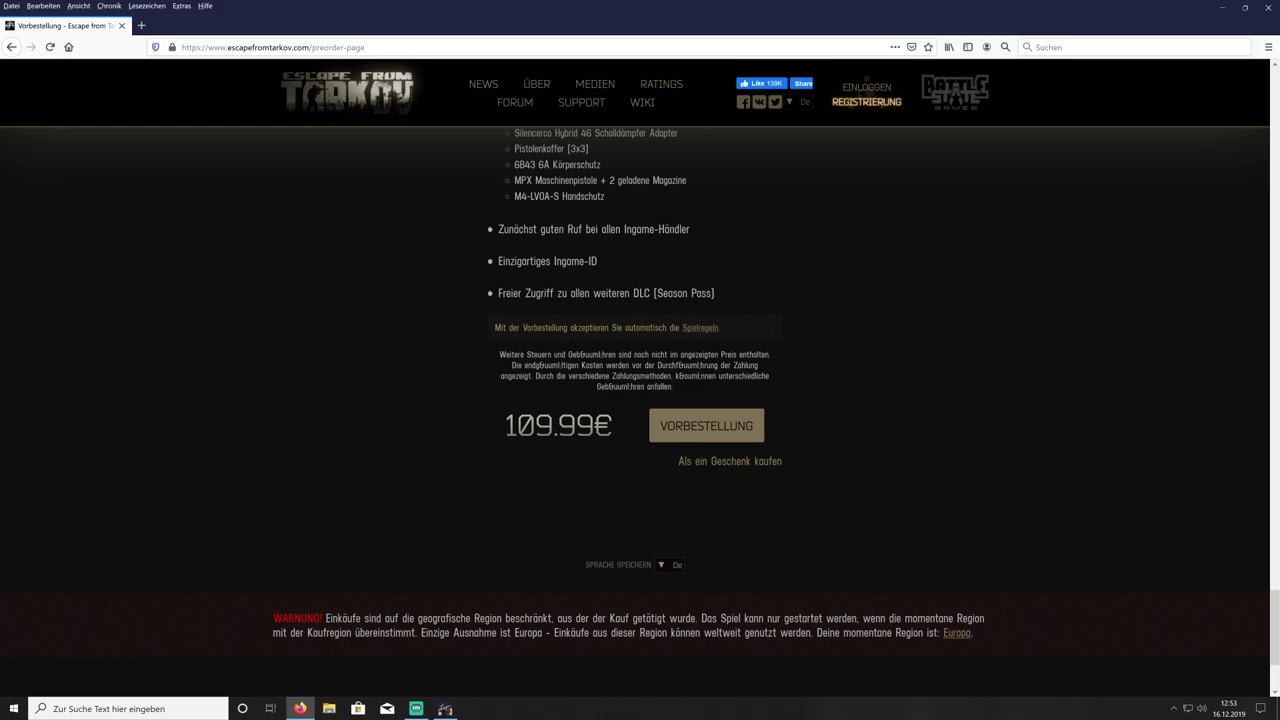 Datei Bearbeiten Ansicht Chronik Lesezeichen Extras Hilfe
Vorbestellung - Escape from Ta
https://www.escapefromtarkov.com/preorder-page
Suchen
ESCAPE FROM
TARKOV
NEWS ÜBER MEDIEN RATINGS
FORUM SUPPORT WIKI
Like 139K Share
De
EINLOGGEN
REGISTRIERUNG
BATTLE
STATE
GAMES
Silencerco Hybrid 46 Schalldämpfer Adapter
Pistolenkoffer [3x3]
6B43 6A Körperschutz
MPX Maschinenpistole + 2 geladene Magazine
M4-LVOA-S Handschutz
Zunächst guten Ruf bei allen Ingame-Händler
Einzigartiges Ingame-ID
Freier Zugriff zu allen weiteren DLC [Season Pass]
Mit der Vorbestellung akzeptieren Sie automatisch die Spielregeln.
Weitere Steuern und Geb&uuml;hren sind noch nicht im angezeigten Preis enthalten.
Die endg&uuml;ltigen Kosten werden vor der Durchf&uuml;hrung der Zahlung
angezeigt. Durch die verschiedene Zahlungsmethoden, k&ouml;nnen unterschiedliche
Geb&uuml;hren anfallen.
109.99€ VORBESTELLUNG
Als ein Geschenk kaufen
SPRACHE SPEICHERN De
WARNUNG! Einkäufe sind auf die geografische Region beschränkt, aus der der Kauf getätigt wurde. Das Spiel kann nur gestartet werden, wenn die momentane Region
mit der Kaufregion übereinstimmt. Einzige Ausnahme ist Europa - Einkäufe aus dieser Region können weltweit genutzt werden. Deine momentane Region ist: Europa.
Zur Suche Text hier eingeben
12:53
16.12.2019